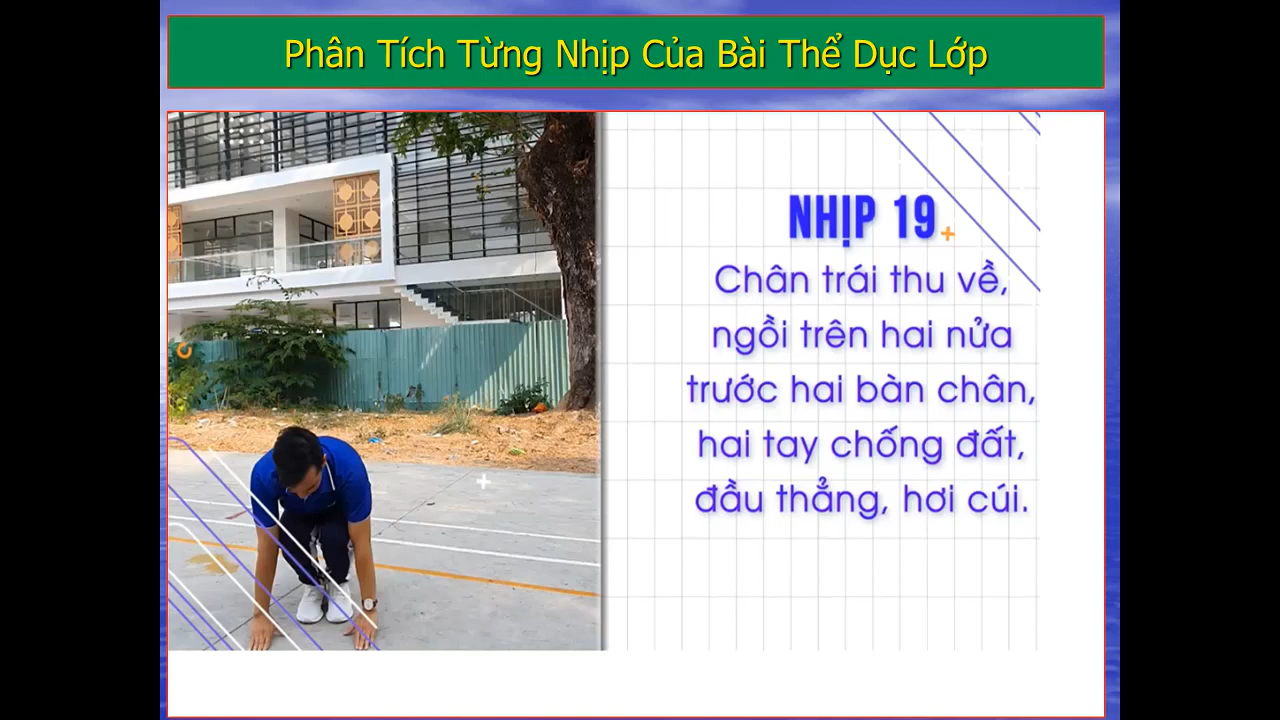 Phân Tích Từng Nhịp Của Bài Thể Dục Lớp
NHỊP 19
Chân trái thu về,
ngồi trên hai nửa
trước hai bàn chân,
hai tay chống đất,
đầu thẳng, hơi cúi.